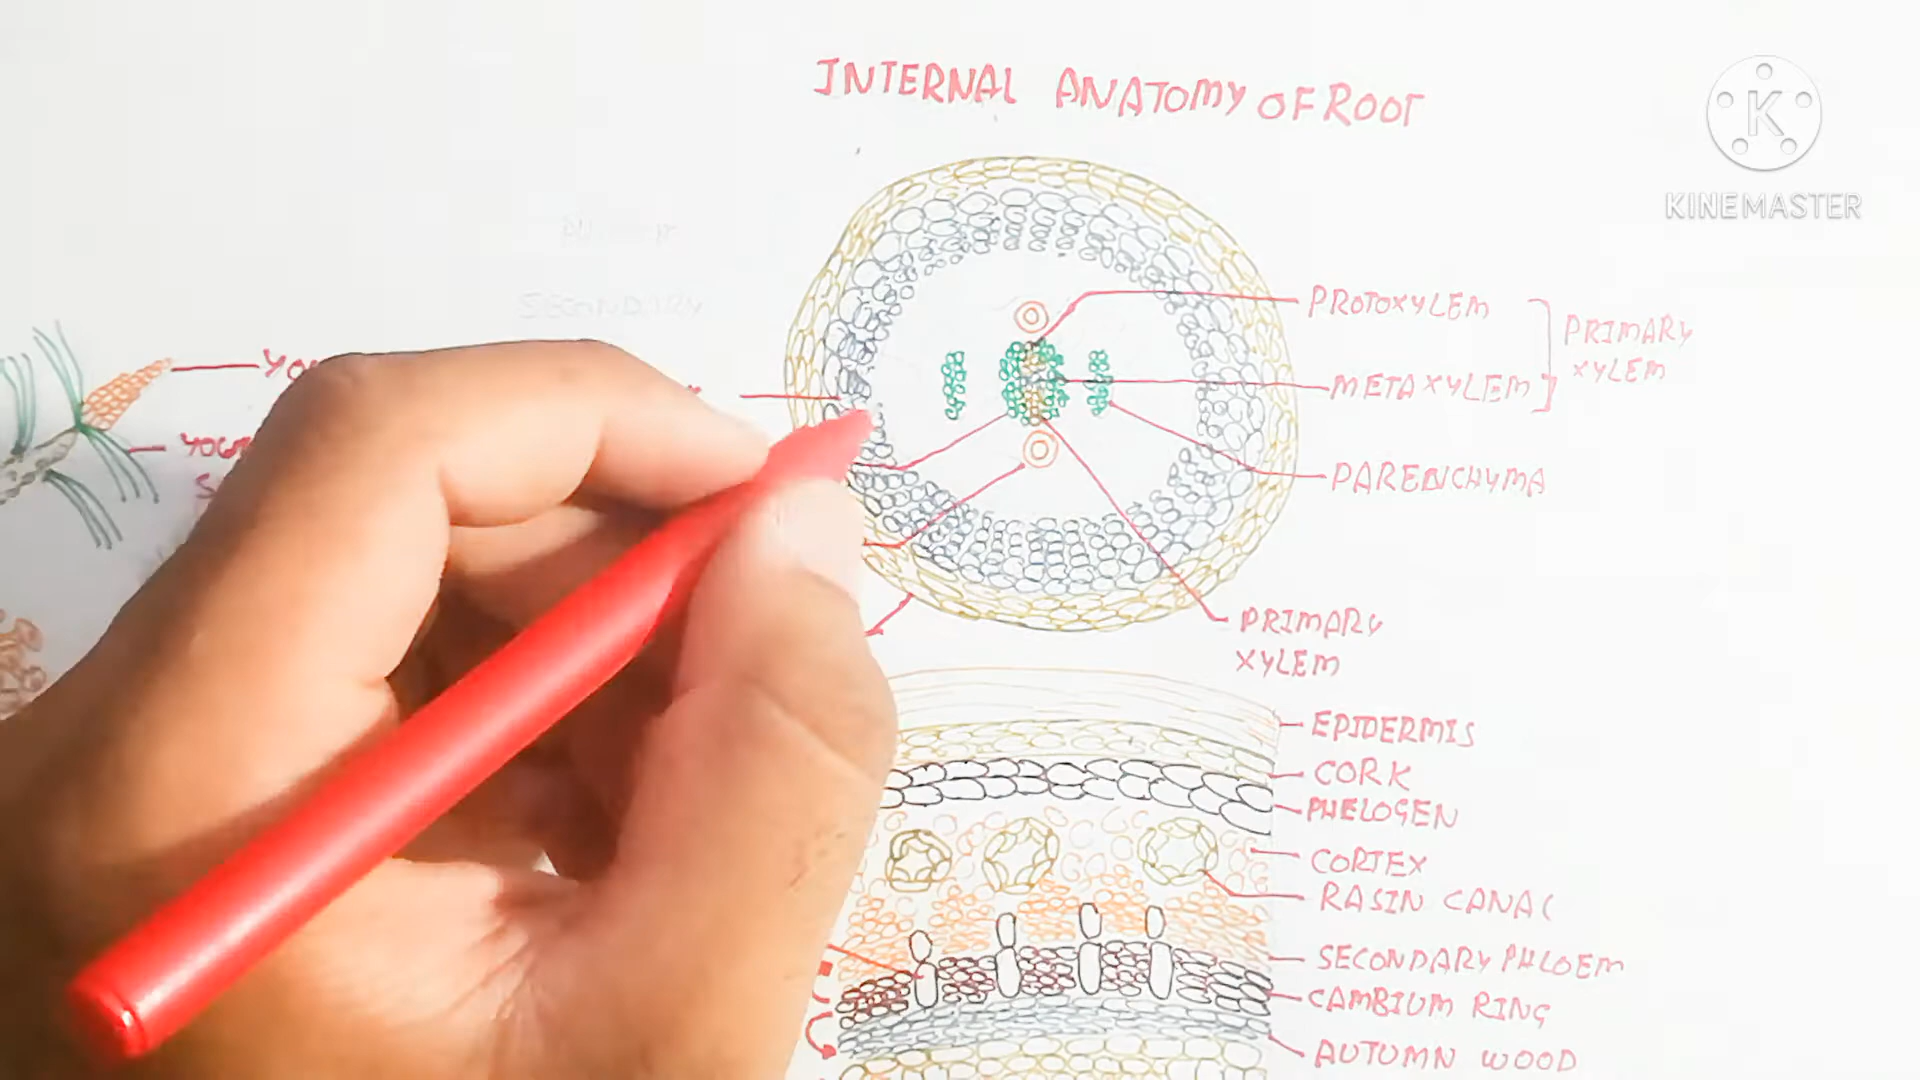 INTERNAL ANATOMY OF ROOT
K
KINEMASTER
SECONDARY
PROTOXYLEM
PRIMARY
XYLEM
METAXYLEM
PARENCHYMA
PRIMARY
XYLEM
EPIDERMIS
CORK
PHELOGEN
CORTEX
RASIN CANAL
SECONDARY PHLOEM
CAMBIUM RING
AUTUMN WOOD